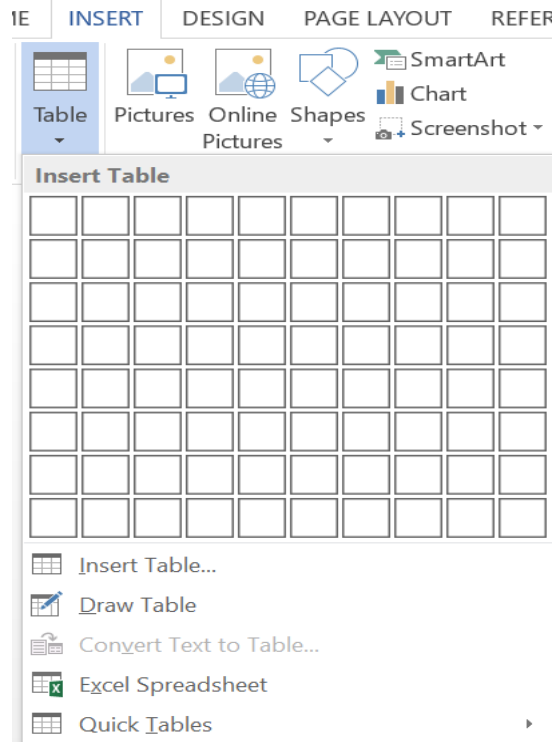 ME INSERT DESIGN PAGE LAYOUT REFER
SmartArt
Chart
Table Pictures Online Shapes Screenshot
Pictures
Insert Table
Insert Table...
Draw Table
Convert Text to Table...
Excel Spreadsheet
Quick Tables